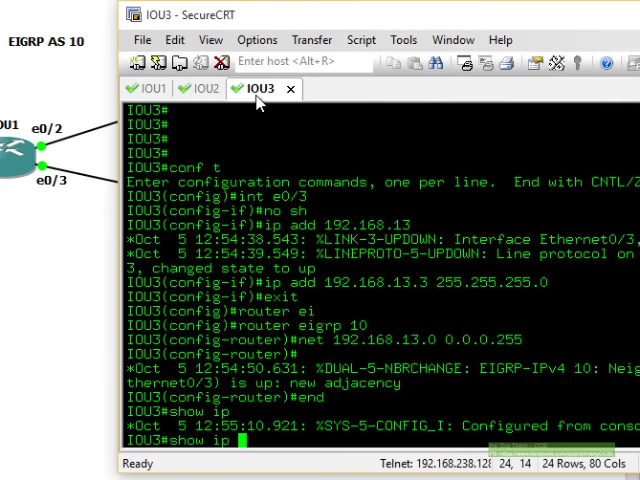 IOU3 - SecureCRT
EIGRP AS 10
File Edit View Options Transfer Script Tools Window Help
Enter host <Alt+R>
IOU1 IOU2 IOU3
OU1
e0/2
e0/3
IOU3#
IOU3#
IOU3#
IOU3#
IOU3#conf t
Enter configuration commands, one per line. End with CNTL/Z
IOU3(config)#int e0/3
IOU3(config-if)#no sh
IOU3(config-if)#ip add 192.168.13
*Oct 5 12:54:38.543: %LINK-3-UPDOWN: Interface Ethernet0/3,
*Oct 5 12:54:39.549: %LINEPROTO-5-UPDOWN: Line protocol on
3, changed state to up
IOU3(config-if)#ip add 192.168.13.3 255.255.255.0
IOU3(config-if)#exit
IOU3(config)#router ei
IOU3(config)#router eigrp 10
IOU3(config-router)#net 192.168.13.0 0.0.0.255
IOU3(config-router)#
*Oct 5 12:54:50.631: %DUAL-5-NBRCHANGE: EIGRP-IPv4 10: Neig
thernet0/3) is up: new adjacency
IOU3(config-router)#end
IOU3#show ip
*Oct 5 12:55:10.921: %SYS-5-CONFIG_I: Configured from conso
IOU3#show ip
Ready Telnet: 192.168.238.128 24, 14 24 Rows, 80 Cols